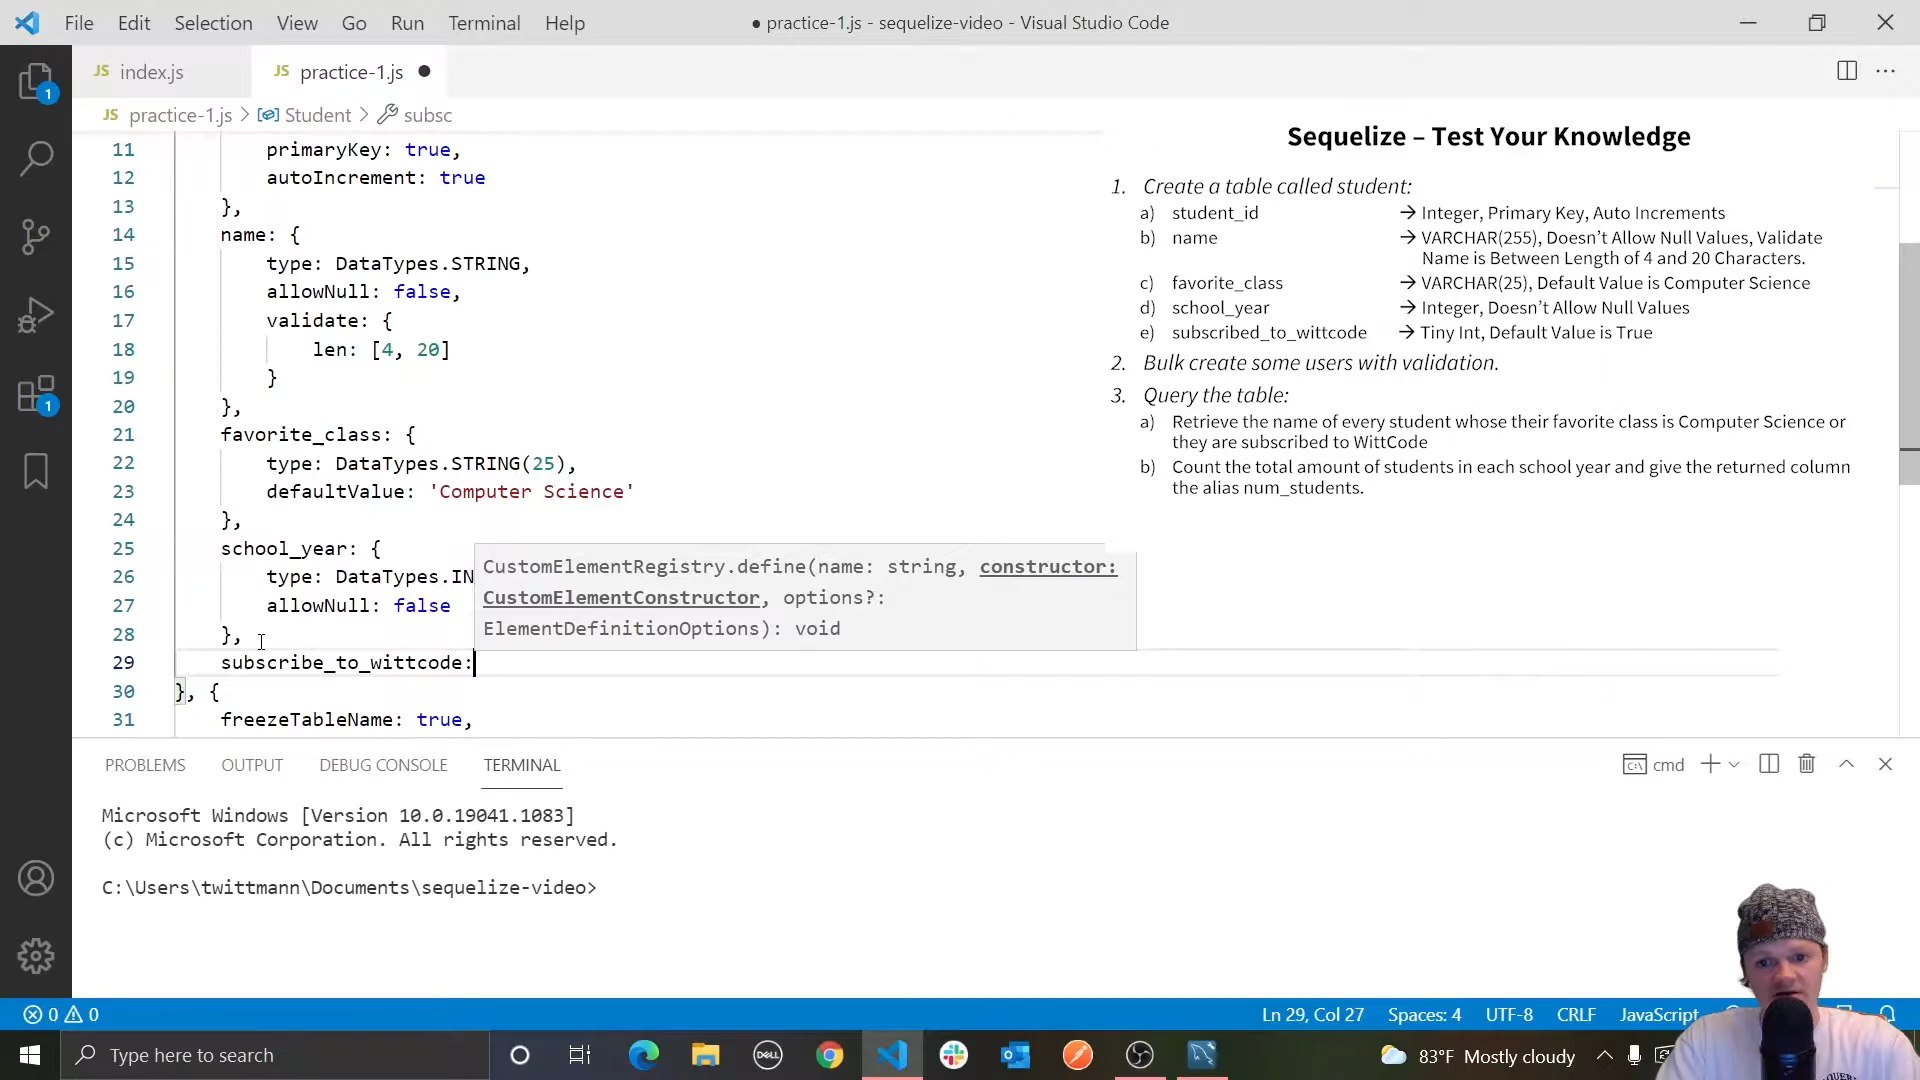 File Edit Selection View Go Run Terminal Help
● practice-1.js - sequelize-video - Visual Studio Code
JS index.js
JS practice-1.js ●
JS practice-1.js > Student > subsc
11 primaryKey: true,
12 autoIncrement: true
13 },
14 name: {
15 type: DataTypes.STRING,
16 allowNull: false,
17 validate: {
18 len: [4, 20]
19 }
20 },
21 favorite_class: {
22 type: DataTypes.STRING(25),
23 defaultValue: 'Computer Science'
24 },
25 school_year: {
26 type: DataTypes.IN
27 allowNull: false
28 },
29 subscribe_to_wittcode:
30 }, {
31 freezeTableName: true,
CustomElementRegistry.define(name: string, constructor:
CustomElementConstructor, options?:
ElementDefinitionOptions): void
Sequelize – Test Your Knowledge
1. Create a table called student:
a) student_id → Integer, Primary Key, Auto Increments
b) name → VARCHAR(255), Doesn't Allow Null Values, Validate
Name is Between Length of 4 and 20 Characters.
c) favorite_class → VARCHAR(25), Default Value is Computer Science
d) school_year → Integer, Doesn't Allow Null Values
e) subscribed_to_wittcode → Tiny Int, Default Value is True
2. Bulk create some users with validation.
3. Query the table:
a) Retrieve the name of every student whose their favorite class is Computer Science or
they are subscribed to WittCode
b) Count the total amount of students in each school year and give the returned column
the alias num_students.
1
1
PROBLEMS OUTPUT DEBUG CONSOLE TERMINAL
cmd
Microsoft Windows [Version 10.0.19041.1083]
(c) Microsoft Corporation. All rights reserved.
C:\Users\twittmann\Documents\sequelize-video>
0 0
Ln 29, Col 27 Spaces: 4 UTF-8 CRLF JavaScript
Type here to search
DELL
83°F Mostly cloudy